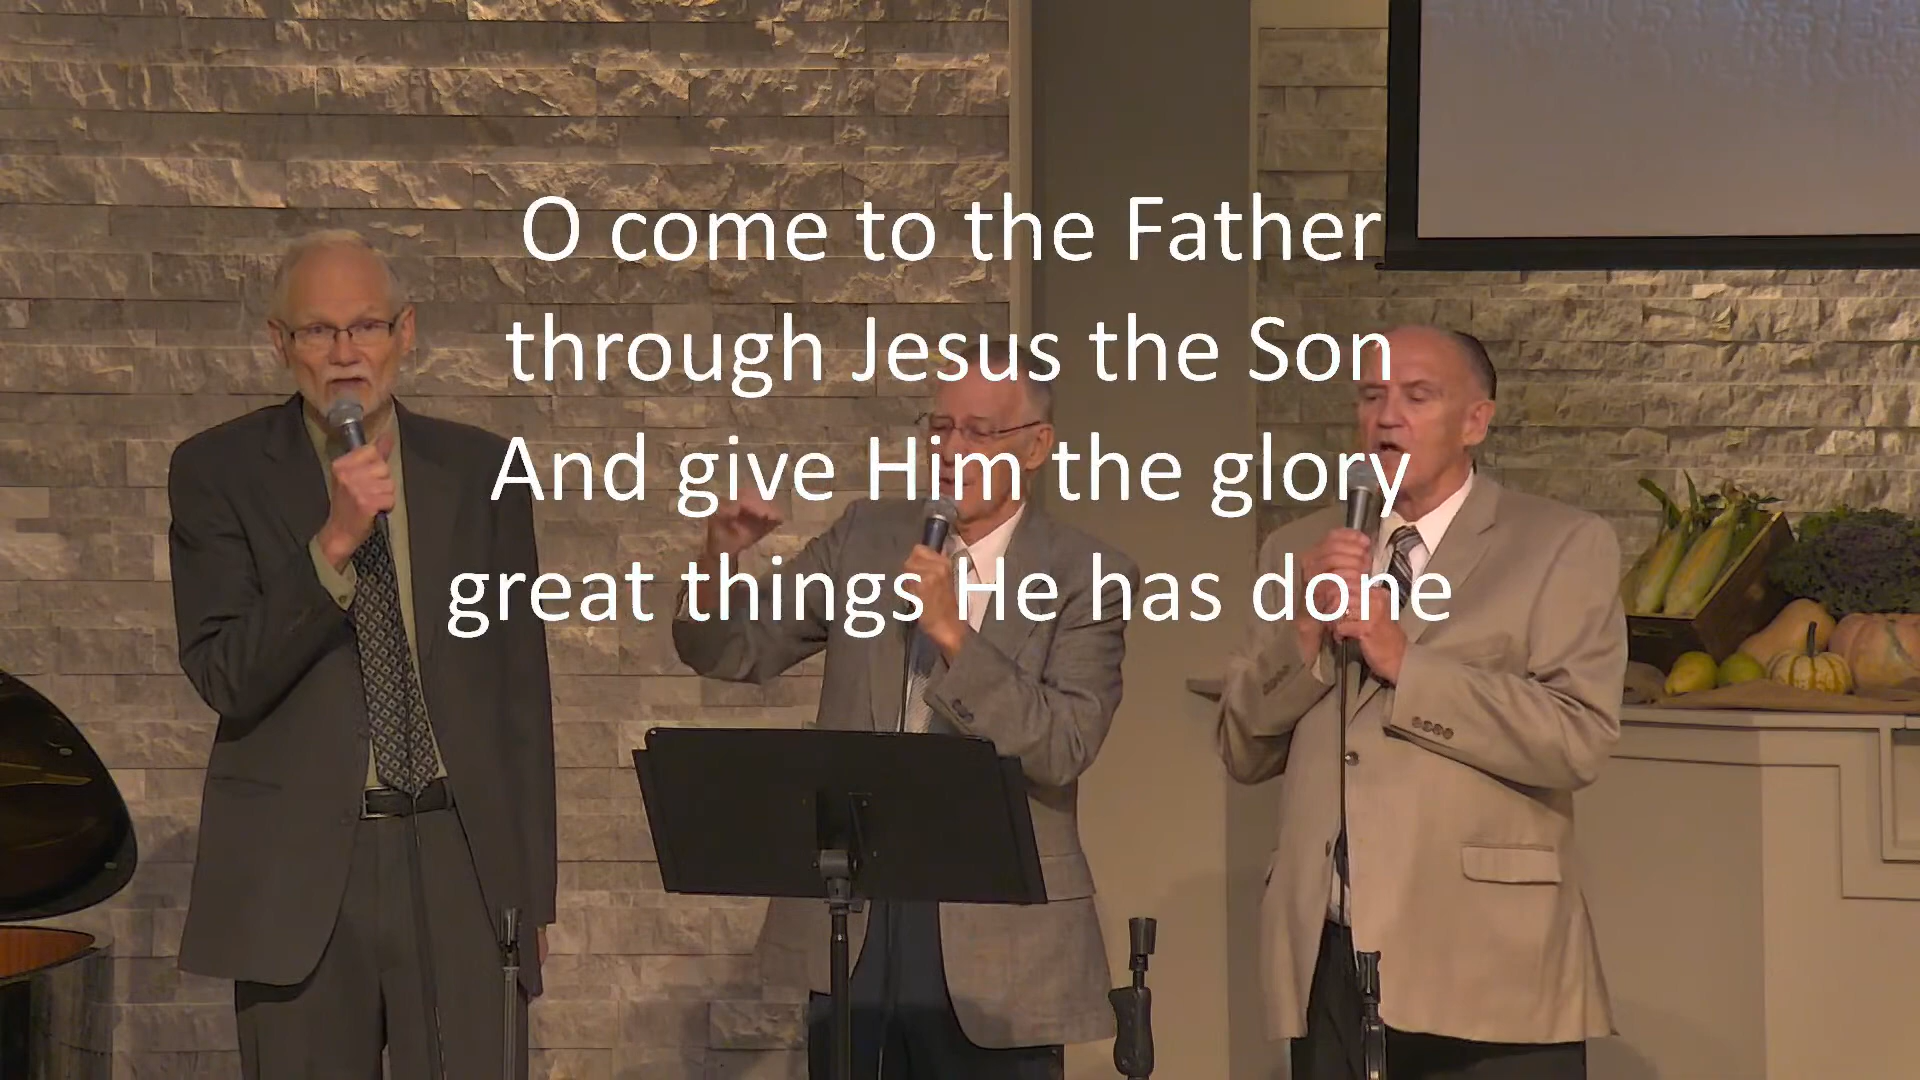 O come to the Father
through Jesus the Son
And give Him the glory
great things He has done